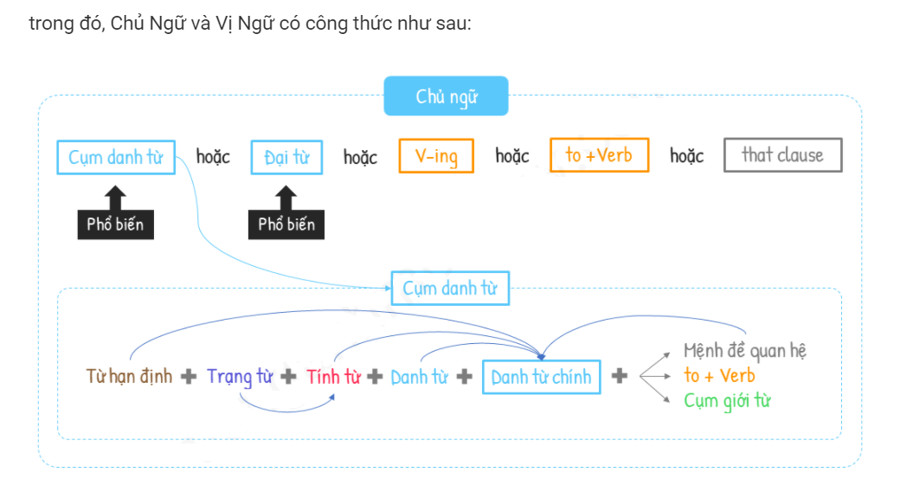 trong đó, Chủ Ngữ và Vị Ngữ có công thức như sau:
Chủ ngữ
Cụm danh từ hoặc Đại từ hoặc V-ing hoặc to +Verb hoặc that clause
Phổ biến Phổ biến
Cụm danh từ
Từ hạn định + Trạng từ + Tính từ + Danh từ + Danh từ chính +
Mệnh đề quan hệ
to + Verb
Cụm giới từ